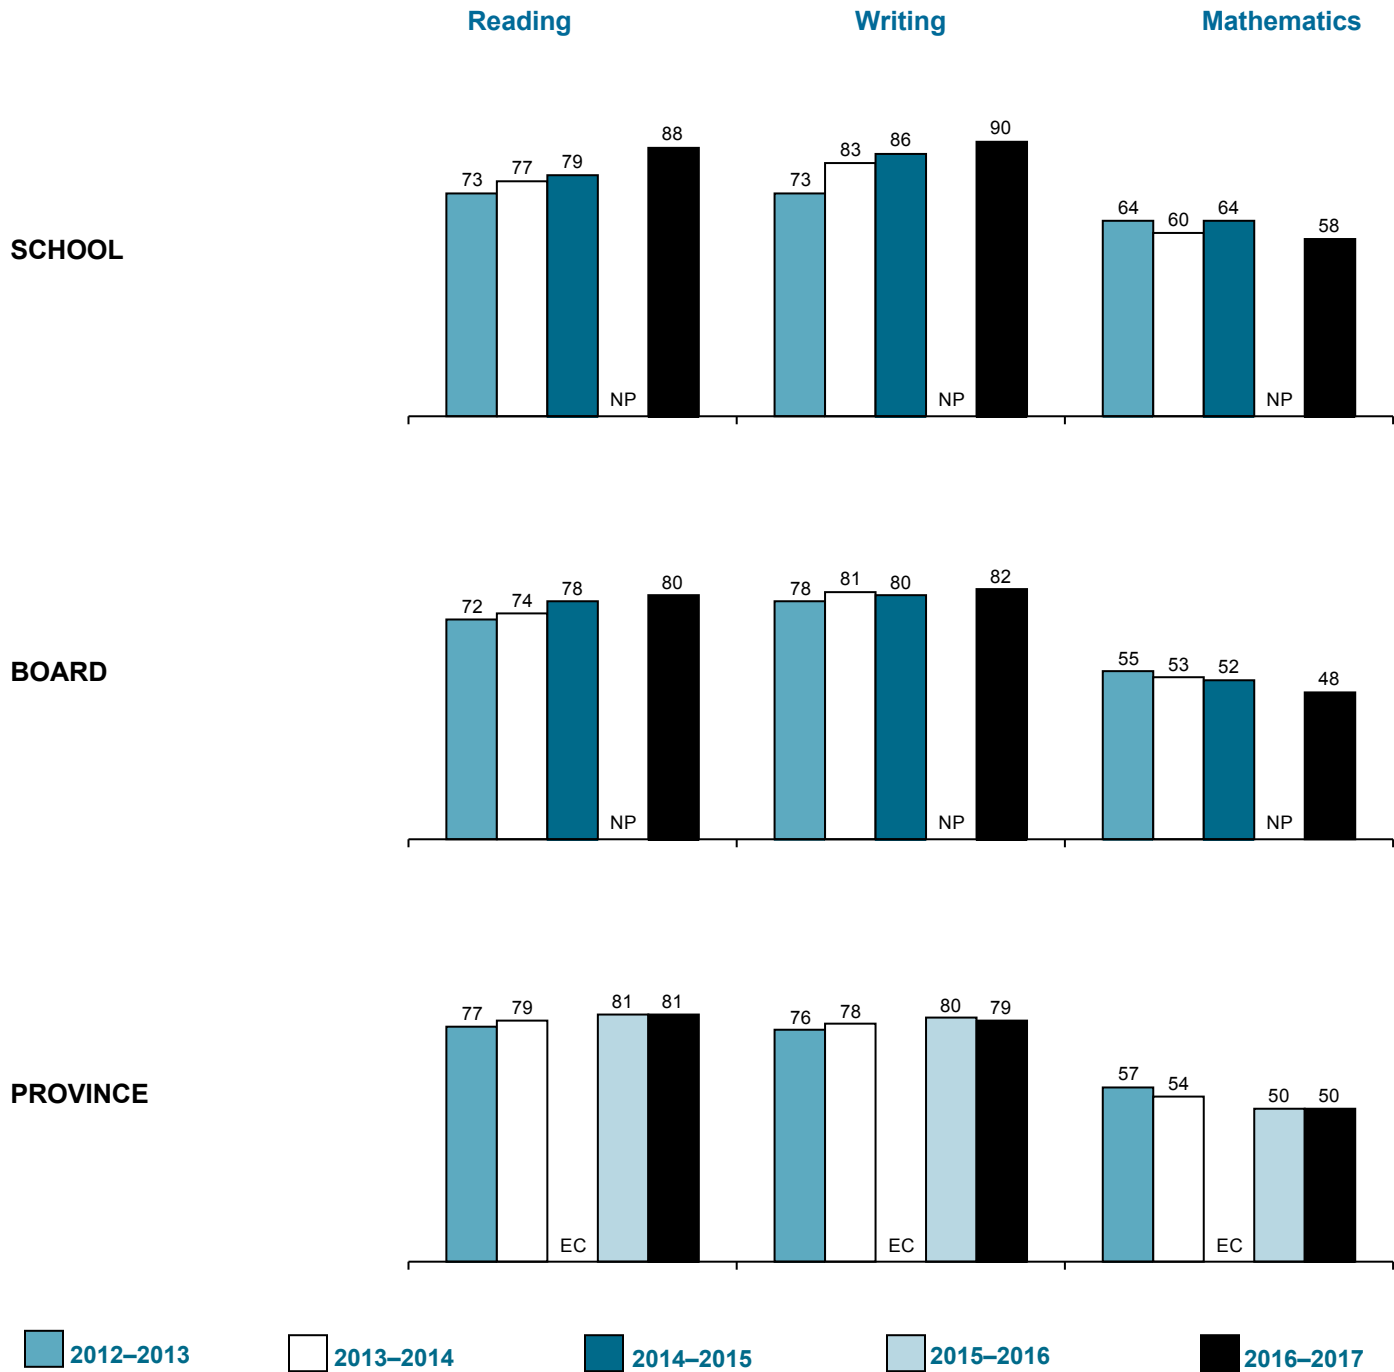 Reading Writing Mathematics
88 90
73 77 79 73 83 86
64 60 64 58
SCHOOL
NP NP NP
72 74 78 80 78 81 80 82
55 53 52 48
BOARD
NP NP NP
77 79 81 81 76 78 80 79
57 54 50 50
PROVINCE
EC EC EC
2012–2013 2013–2014 2014–2015 2015–2016 2016–2017